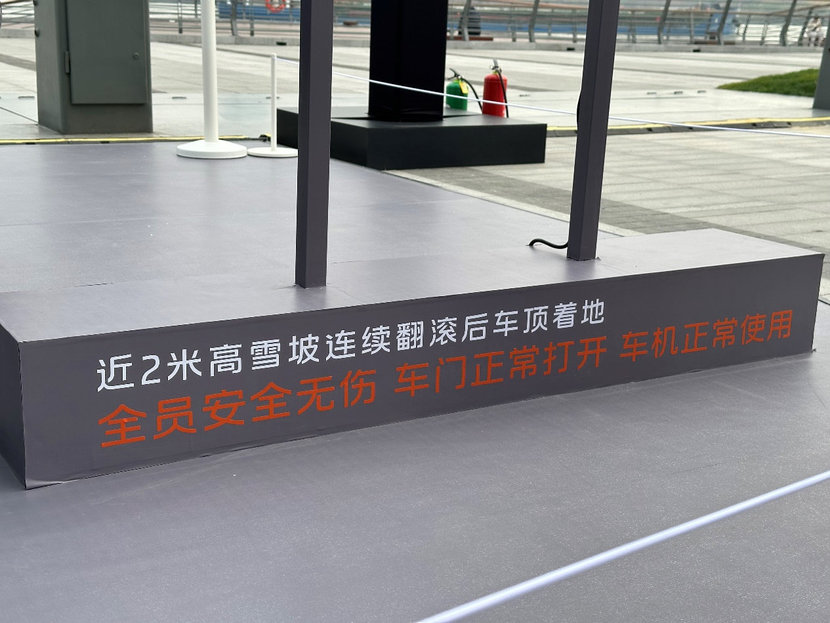 近2米高雪坡连续翻滚后车顶着地
全员安全无伤 车门正常打开 车机正常使用